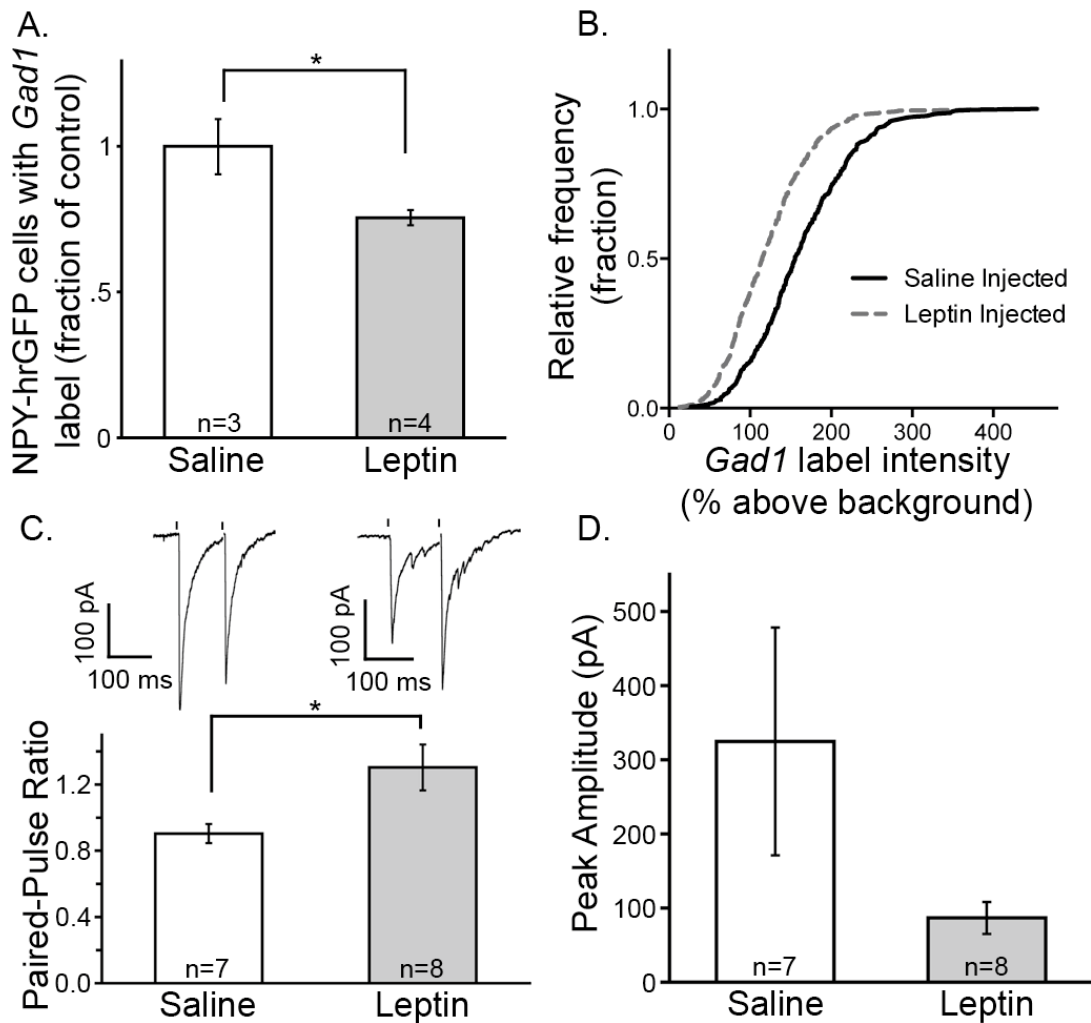 A.
NPY-hrGFP cells with Gad1
label (fraction of control)
1
.5
0
*
n=3
n=4
Saline
Leptin
B.
Relative frequency
(fraction)
1.0
0.5
0.0
Saline Injected
Leptin Injected
0
100
200
300
400
Gad1 label intensity
(% above background)
C.
100 pA
100 ms
100 pA
100 ms
*
Paired-Pulse Ratio
1.2
0.8
0.4
0.0
n=7
n=8
Saline
Leptin
D.
Peak Amplitude (pA)
500
400
300
200
100
0
n=7
n=8
Saline
Leptin